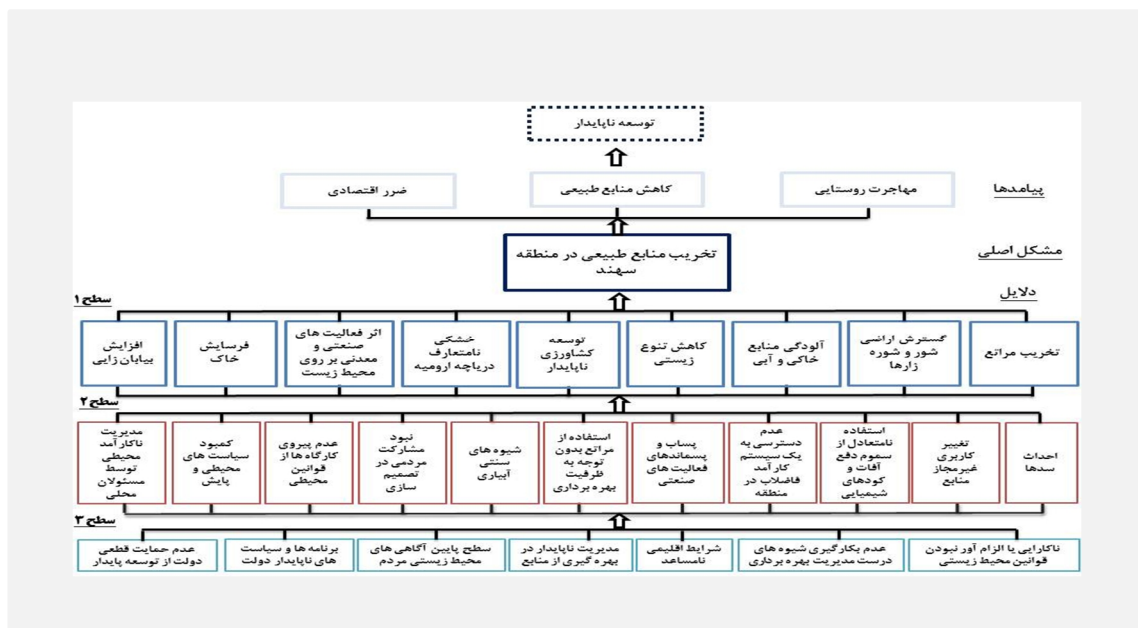 توسعه ناپایدار
پیامدها
مهاجرت روستایی
کاهش منابع طبیعی
ضرر اقتصادی
مشکل اصلی
تخریب منابع طبیعی در منطقه
سهند
دلایل
سطح ۱
تخریب مراتع
گسترش اراضی
شور و شوره
زارها
آلودگی منابع
خاکی و آبی
کاهش تنوع
زیستی
توسعه
کشاورزی
ناپایدار
خشکی
نامتعارف
دریاچه ارومیه
اثر فعالیت های
صنعتی و
معدنی بر روی
محیط زیست
فرسایش
خاک
افزایش
بیابان زایی
سطح ۲
احداث
سدها
تغییر
کاربری
غیرمجاز
منابع
استفاده
نامتعادل از
سموم دفع
آفات و
کودهای
شیمیایی
عدم
دسترسی به
یک سیستم
کار آمد
فاضلاب در
منطقه
پساب و
پسماندهای
فعالیت های
صنعتی
استفاده از
مراتع بدون
توجه به
ظرفیت
بهره برداری
شیوه های
سنتی
آبیاری
نبود
مشارکت
مردمی در
تصمیم
سازی
عدم پیروی
کارگاه ها از
قوانین
محیطی
کمبود
سیاست های
محیطی و
پایش
مدیریت
ناکارآمد
محیطی
توسط
مسئولان
محلی
سطح ۳
ناکارایی یا الزام آور نبودن
قوانین محیط زیستی
عدم بکارگیری شیوه های
درست مدیریت بهره برداری
شرایط اقلیمی
نامساعد
مدیریت ناپایدار در
بهره گیری از منابع
سطح پایین آگاهی های
محیط زیستی مردم
برنامه ها و سیاست
های ناپایدار دولت
عدم حمایت قطعی
دولت از توسعه پایدار